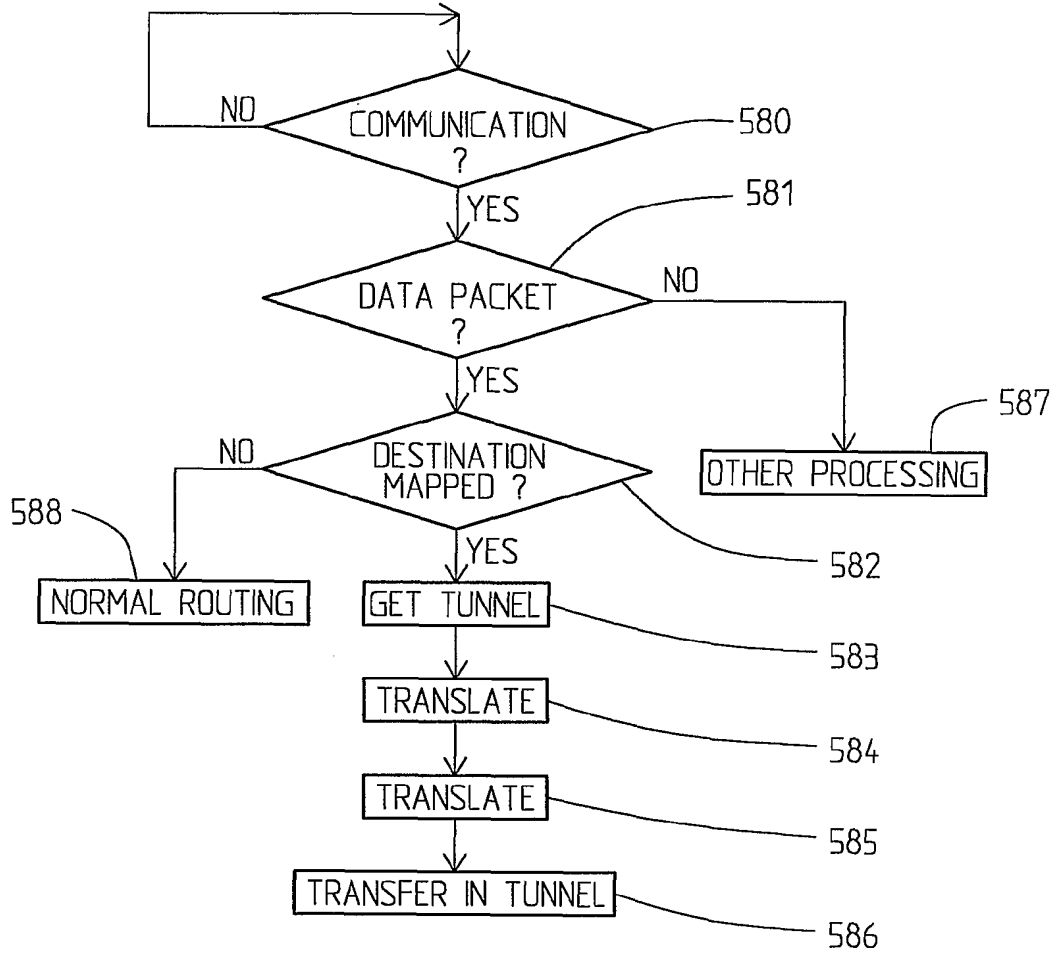 NO
COMMUNICATION
?
580
YES
581
DATA PACKET
?
NO
YES
587
NO
DESTINATION
MAPPED ?
OTHER PROCESSING
588
YES
582
NORMAL ROUTING
GET TUNNEL
583
TRANSLATE
584
TRANSLATE
585
TRANSFER IN TUNNEL
586